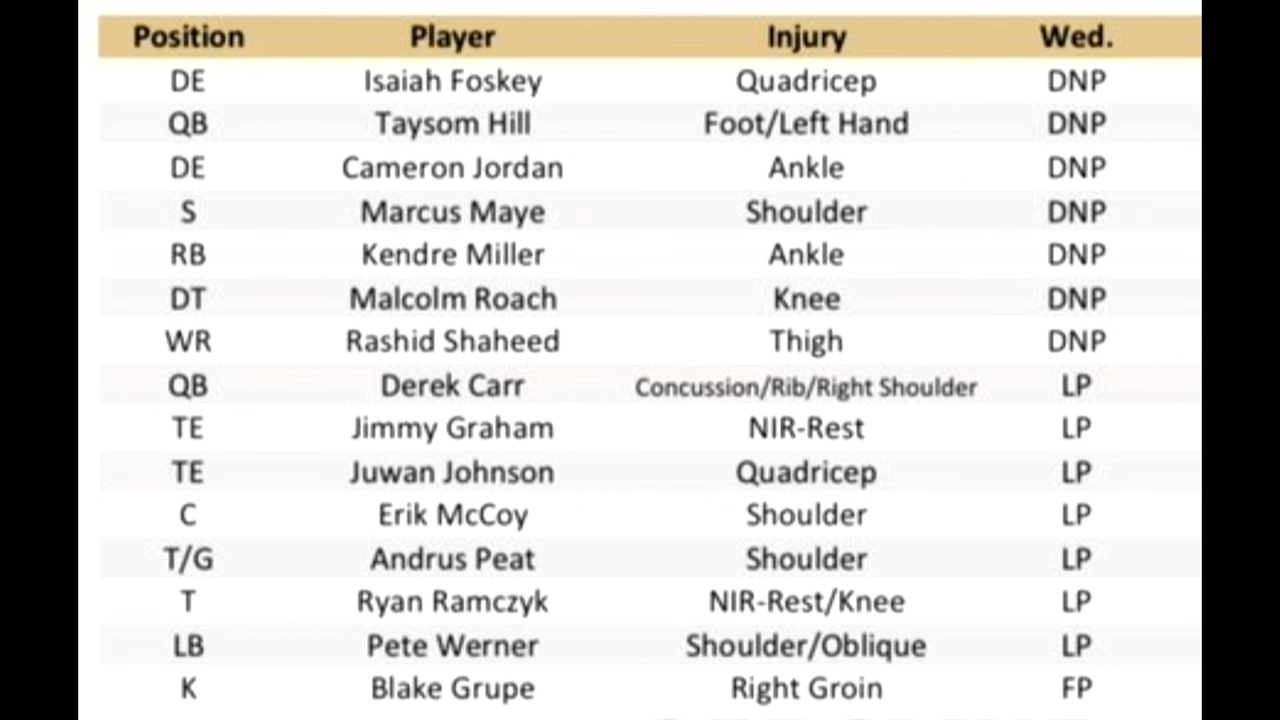 Position Player Injury Wed.
DE Isaiah Foskey Quadricep DNP
QB Taysom Hill Foot/Left Hand DNP
DE Cameron Jordan Ankle DNP
S Marcus Maye Shoulder DNP
RB Kendre Miller Ankle DNP
DT Malcolm Roach Knee DNP
WR Rashid Shaheed Thigh DNP
QB Derek Carr Concussion/Rib/Right Shoulder LP
TE Jimmy Graham NIR-Rest LP
TE Juwan Johnson Quadricep LP
C Erik McCoy Shoulder LP
T/G Andrus Peat Shoulder LP
T Ryan Ramczyk NIR-Rest/Knee LP
LB Pete Werner Shoulder/Oblique LP
K Blake Grupe Right Groin FP